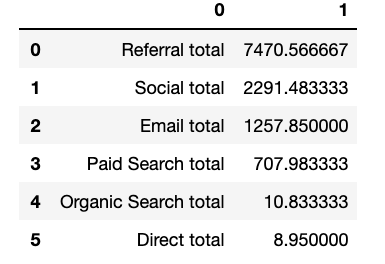 0 1
0 Referral total 7470.566667
1 Social total 2291.483333
2 Email total 1257.850000
3 Paid Search total 707.983333
4 Organic Search total 10.833333
5 Direct total 8.950000